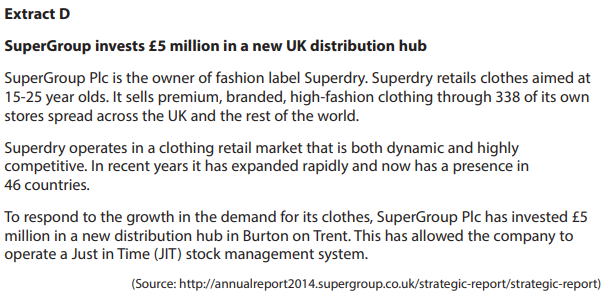 Extract D
SuperGroup invests £5 million in a new UK distribution hub
SuperGroup Plc is the owner of fashion label Superdry. Superdry retails clothes aimed at
15-25 year olds. It sells premium, branded, high-fashion clothing through 338 of its own
stores spread across the UK and the rest of the world.
Superdry operates in a clothing retail market that is both dynamic and highly
competitive. In recent years it has expanded rapidly and now has a presence in
46 countries.
To respond to the growth in the demand for its clothes, SuperGroup Plc has invested £5
million in a new distribution hub in Burton on Trent. This has allowed the company to
operate a Just in Time (JIT) stock management system.
(Source: http://annualreport2014.supergroup.co.uk/strategic-report/strategic-report)